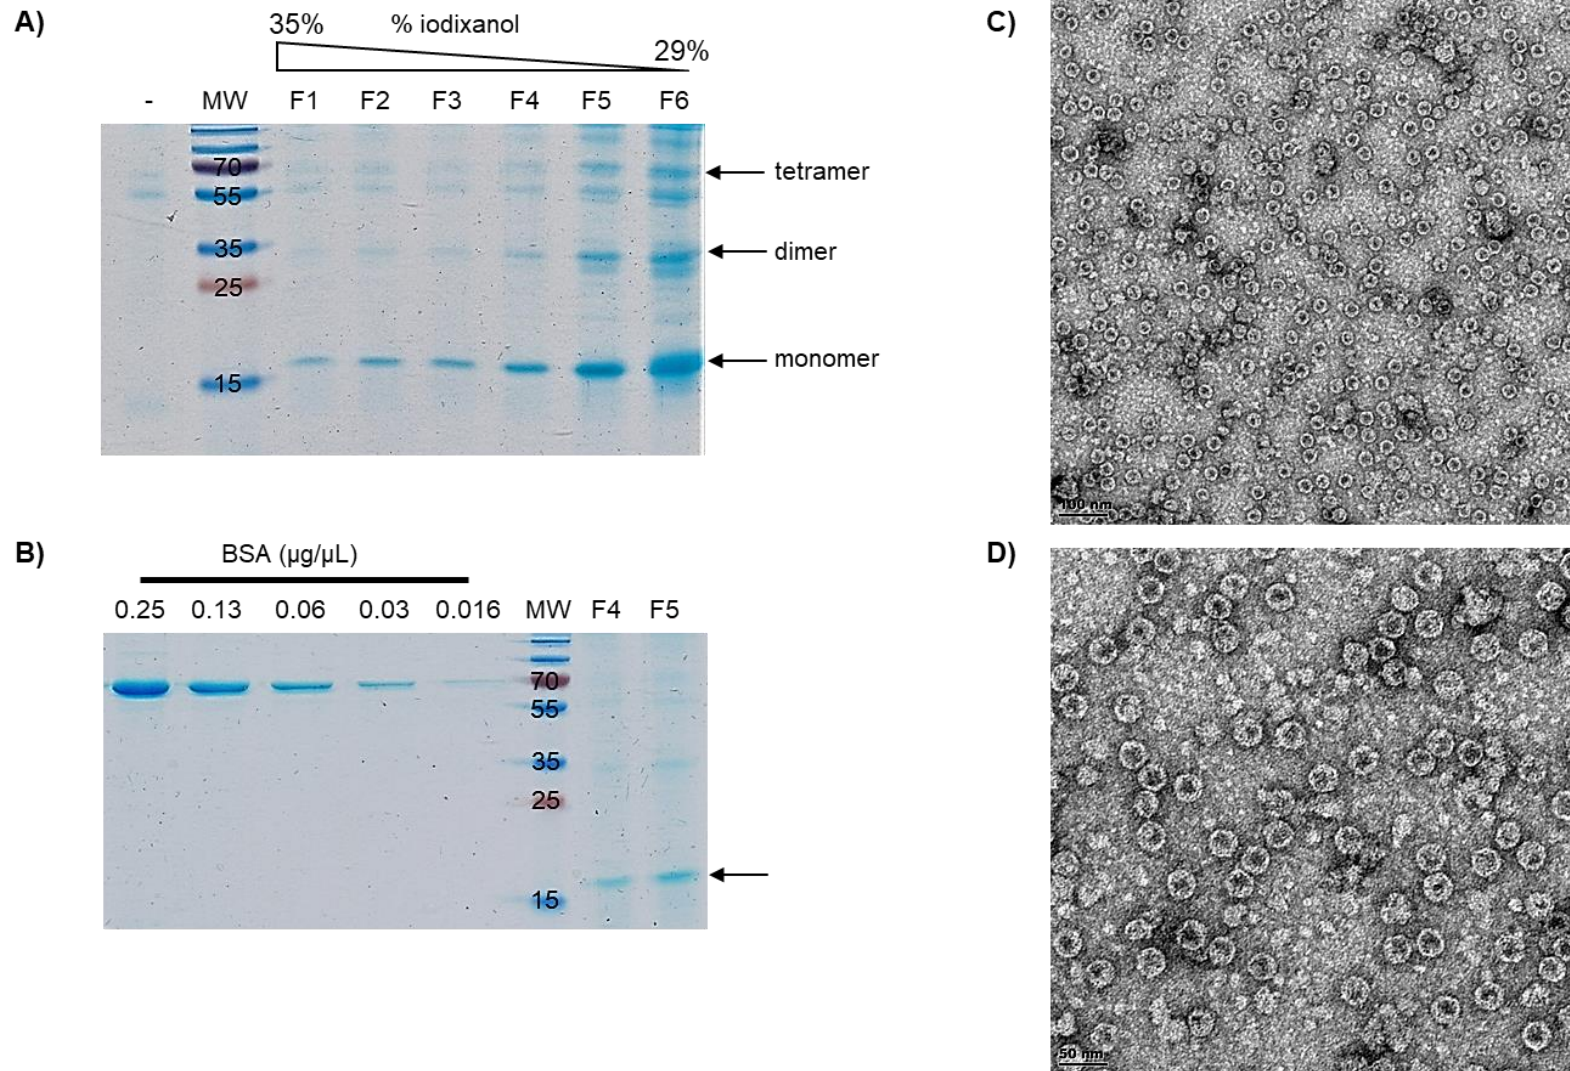 A)
35%
% iodixanol
29%
- MW F1 F2 F3 F4 F5 F6
70
55
35
25
15
tetramer
dimer
monomer
B)
BSA (µg/µL)
0.25 0.13 0.06 0.03 0.016 MW F4 F5
70
55
35
25
15
C)
100 nm
D)
50 nm